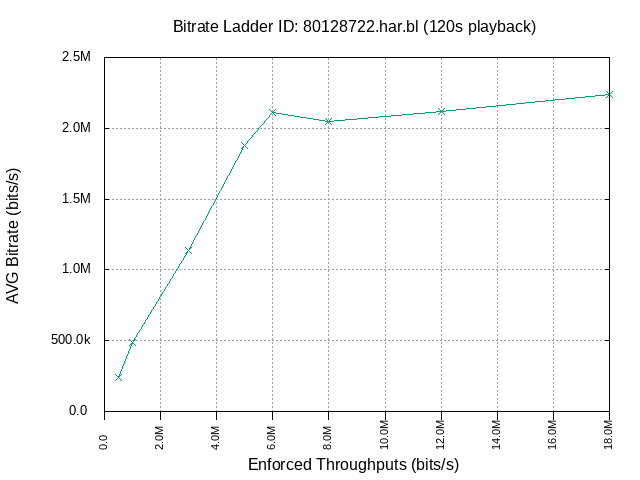 Bitrate Ladder ID: 80128722.har.bl (120s playback)
2.5M
2.0M
1.5M
1.0M
500.0k
0.0
AVG Bitrate (bits/s)
0.0
2.0M
4.0M
6.0M
8.0M
10.0M
12.0M
14.0M
16.0M
18.0M
Enforced Throughputs (bits/s)